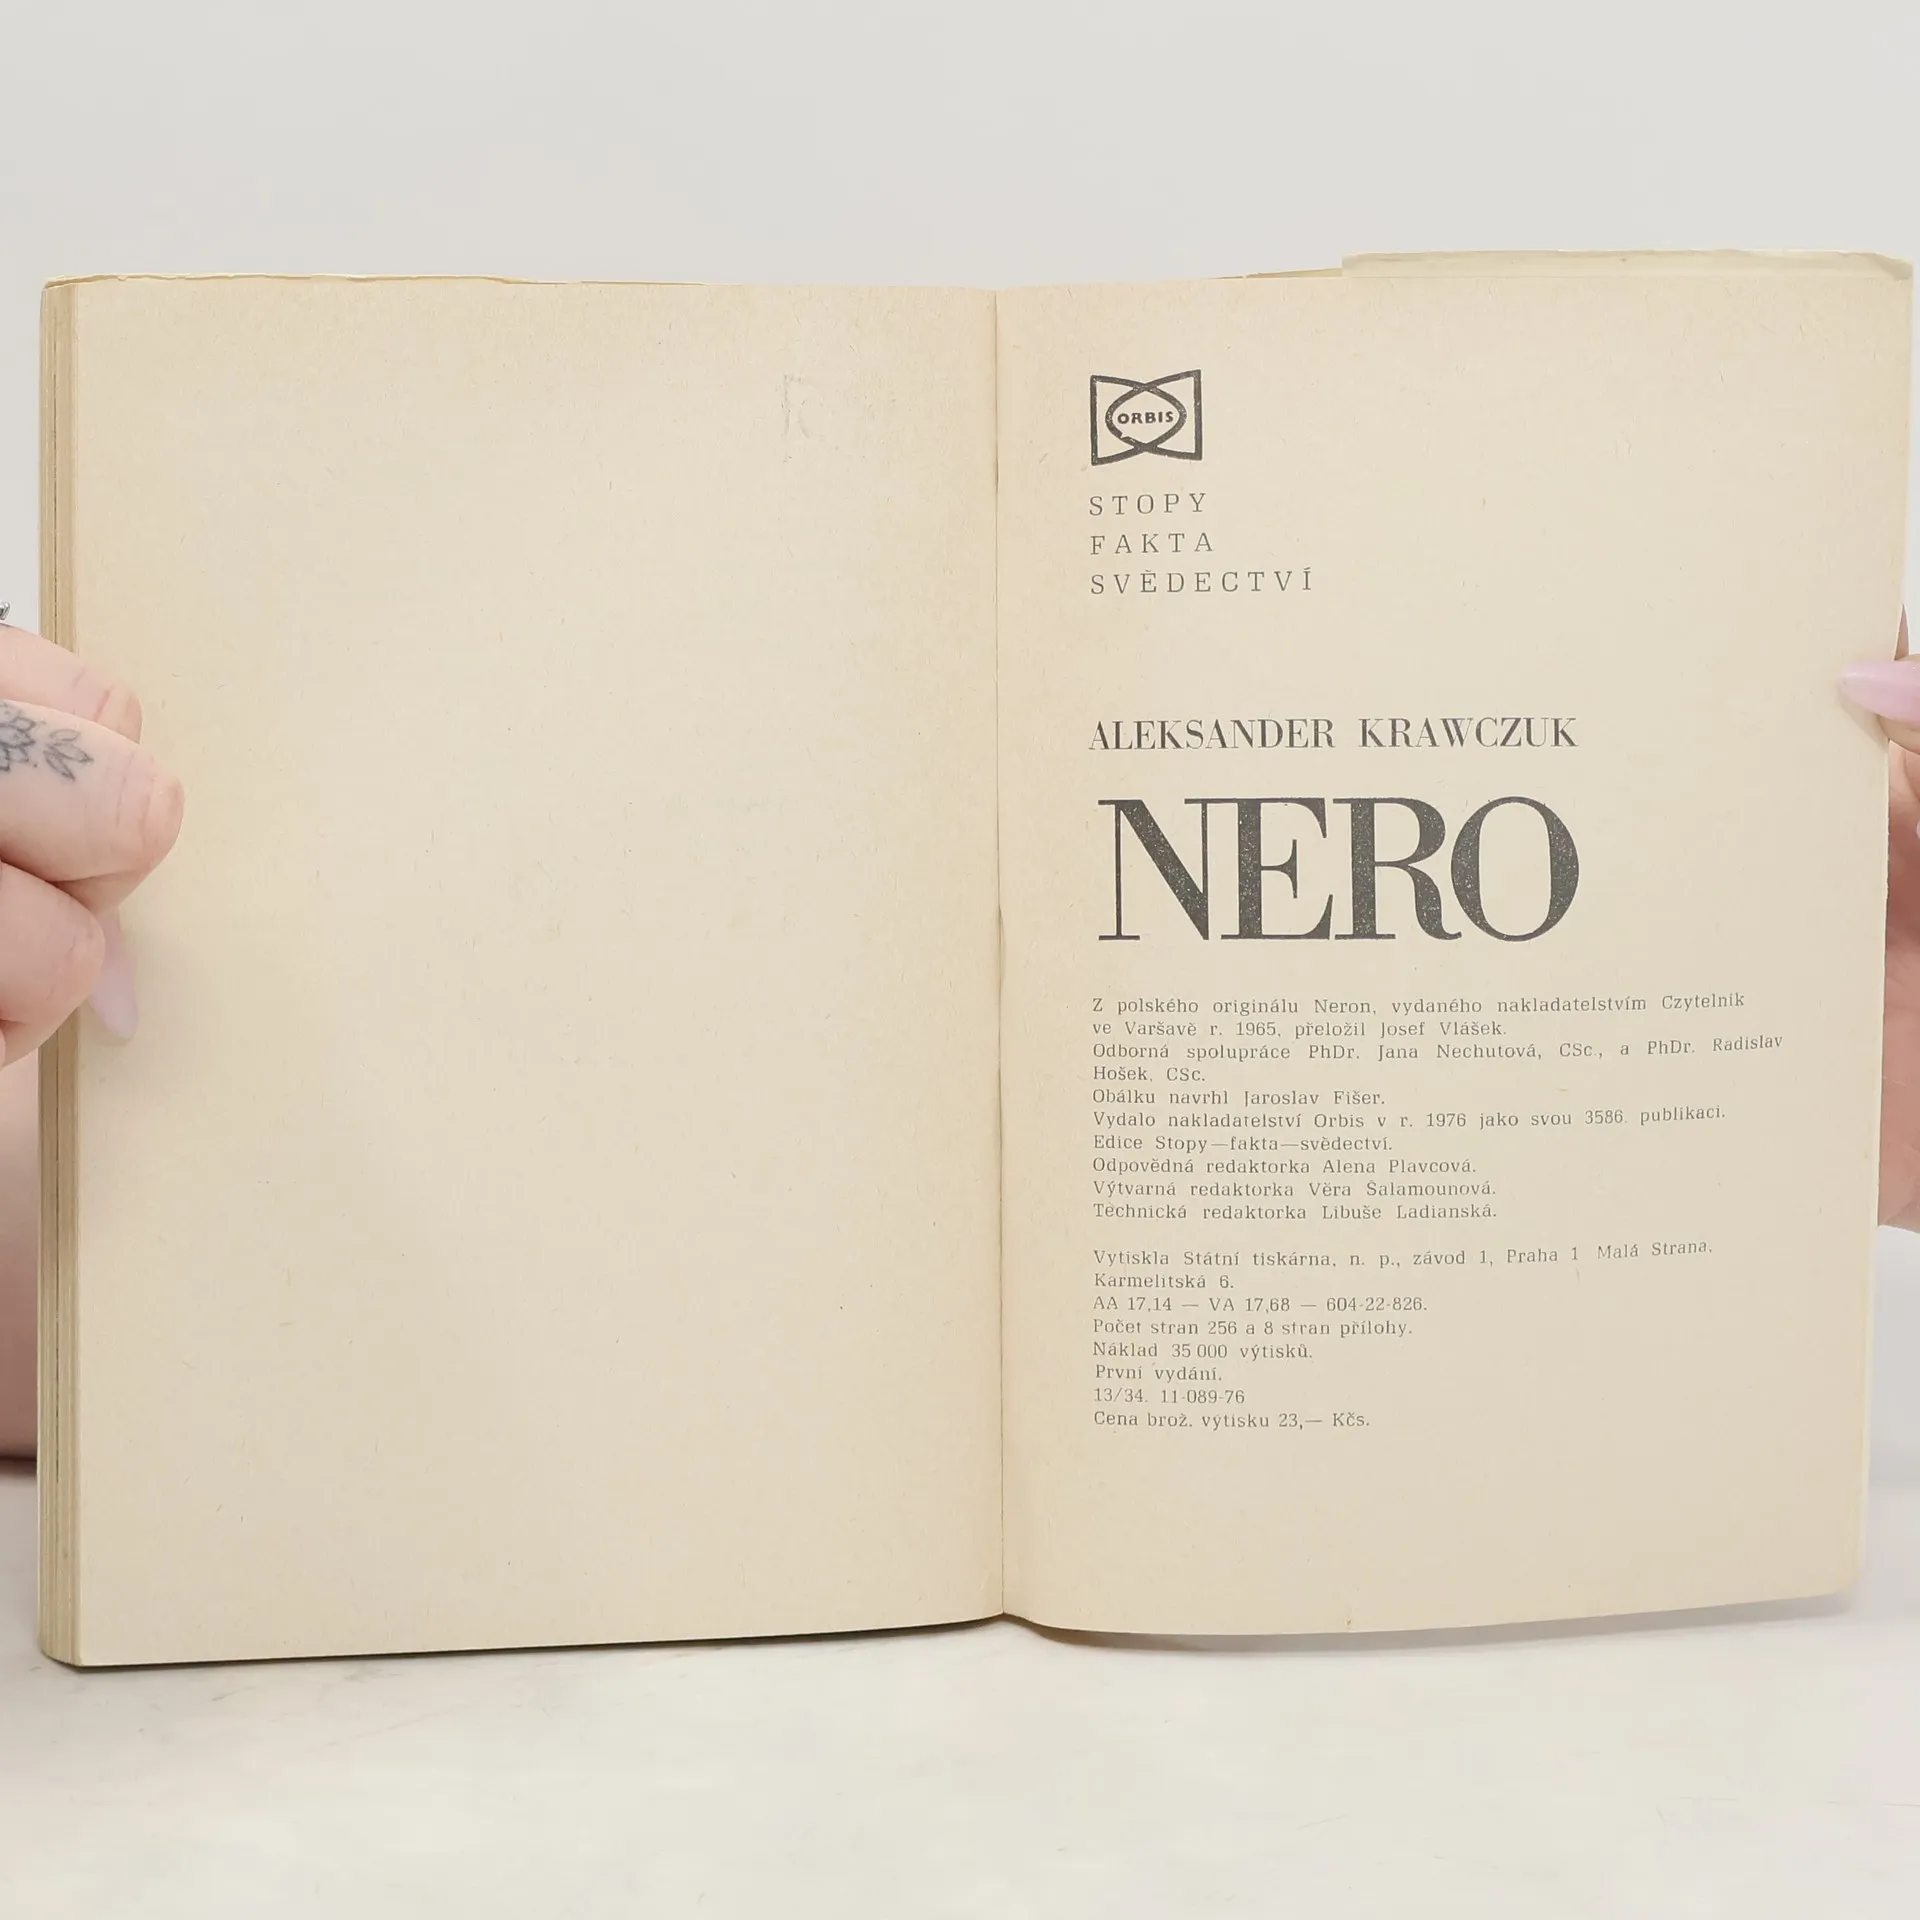 ORBIS
STOPY
FAKTA
SVĚDECTVÍ
ALEKSANDER KRAWCZUK
NERO
Z polského originálu Neron, vydaného nakladatelstvím Czytelnik
ve Varšavě r. 1965, přeložil Josef Vlášek.
Odborná spolupráce PhDr. Jana Nechutová, CSc., a PhDr. Radislav
Hošek, CSc.
Obálku navrhl Jaroslav Fišer.
Vydalo nakladatelství Orbis v r. 1976 jako svou 3586. publikaci.
Edice Stopy—fakta—svědectví.
Odpovědná redaktorka Alena Plavcová.
Výtvarná redaktorka Věra Šalamounová.
Technická redaktorka Libuše Ladianská.
Vytiskla Státní tiskárna, n. p., závod 1, Praha 1 Malá Strana,
Karmelitská 6.
AA 17,14 — VA 17,68 — 604-22-826.
Počet stran 256 a 8 stran přílohy.
Náklad 35 000 výtisků.
První vydání.
13/34. 11-089-76
Cena brož. výtisku 23,— Kčs.